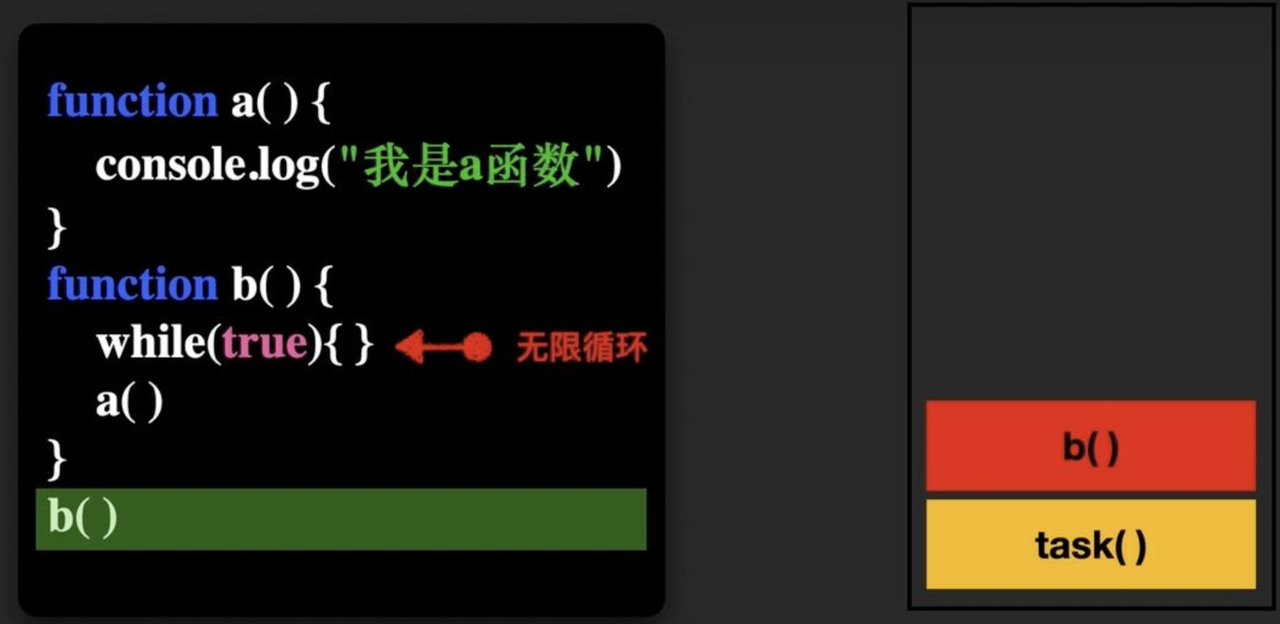 function a( ) {
console.log("我是a函数")
}
function b( ) {
while(true){ } 无限循环
a( )
}
b( )
b( )
task( )